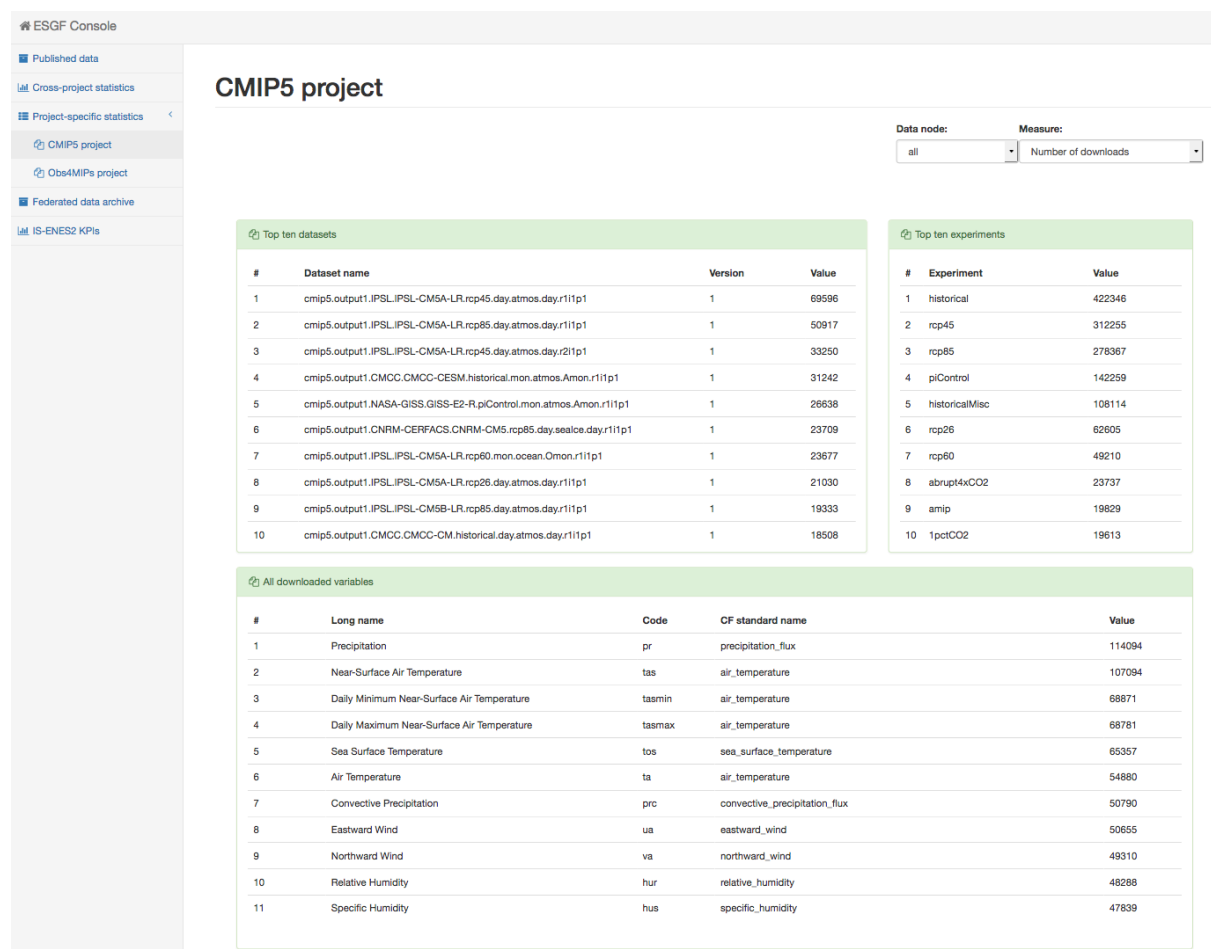 ESGF Console
Published data
Cross-project statistics
Project-specific statistics
CMIP5 project
Obs4MIPs project
Federated data archive
IS-ENES2 KPIs
CMIP5 project
Data node: Measure:
all Number of downloads
Top ten datasets
# Dataset name Version Value
1 cmip5.output1.IPSL.IPSL-CM5A-LR.rcp45.day.atmos.day.r1i1p1 1 69596
2 cmip5.output1.IPSL.IPSL-CM5A-LR.rcp85.day.atmos.day.r1i1p1 1 50917
3 cmip5.output1.IPSL.IPSL-CM5A-LR.rcp45.day.atmos.day.r2i1p1 1 33250
4 cmip5.output1.CMCC.CMCC-CESM.historical.mon.atmos.Amon.r1i1p1 1 31242
5 cmip5.output1.NASA-GISS.GISS-E2-R.piControl.mon.atmos.Amon.r1i1p1 1 26638
6 cmip5.output1.CNRM-CERFACS.CNRM-CM5.rcp85.day.seaIce.day.r1i1p1 1 23709
7 cmip5.output1.IPSL.IPSL-CM5A-LR.rcp60.mon.ocean.Omon.r1i1p1 1 23677
8 cmip5.output1.IPSL.IPSL-CM5A-LR.rcp26.day.atmos.day.r1i1p1 1 21030
9 cmip5.output1.IPSL.IPSL-CM5B-LR.rcp85.day.atmos.day.r1i1p1 1 19333
10 cmip5.output1.CMCC.CMCC-CM.historical.day.atmos.day.r1i1p1 1 18508
Top ten experiments
# Experiment Value
1 historical 422346
2 rcp45 312255
3 rcp85 278367
4 piControl 142259
5 historicalMisc 108114
6 rcp26 62605
7 rcp60 49210
8 abrupt4xCO2 23737
9 amip 19829
10 1pctCO2 19613
All downloaded variables
# Long name Code CF standard name Value
1 Precipitation pr precipitation_flux 114094
2 Near-Surface Air Temperature tas air_temperature 107094
3 Daily Minimum Near-Surface Air Temperature tasmin air_temperature 68871
4 Daily Maximum Near-Surface Air Temperature tasmax air_temperature 68781
5 Sea Surface Temperature tos sea_surface_temperature 65357
6 Air Temperature ta air_temperature 54880
7 Convective Precipitation prc convective_precipitation_flux 50790
8 Eastward Wind ua eastward_wind 50655
9 Northward Wind va northward_wind 49310
10 Relative Humidity hur relative_humidity 48288
11 Specific Humidity hus specific_humidity 47839